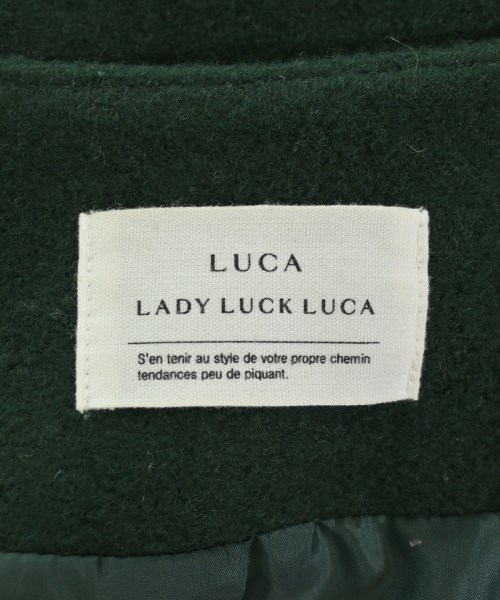 LUCA
LADY LUCK LUCA
S'en tenir au style de votre propre chemin
tendances peu de piquant.